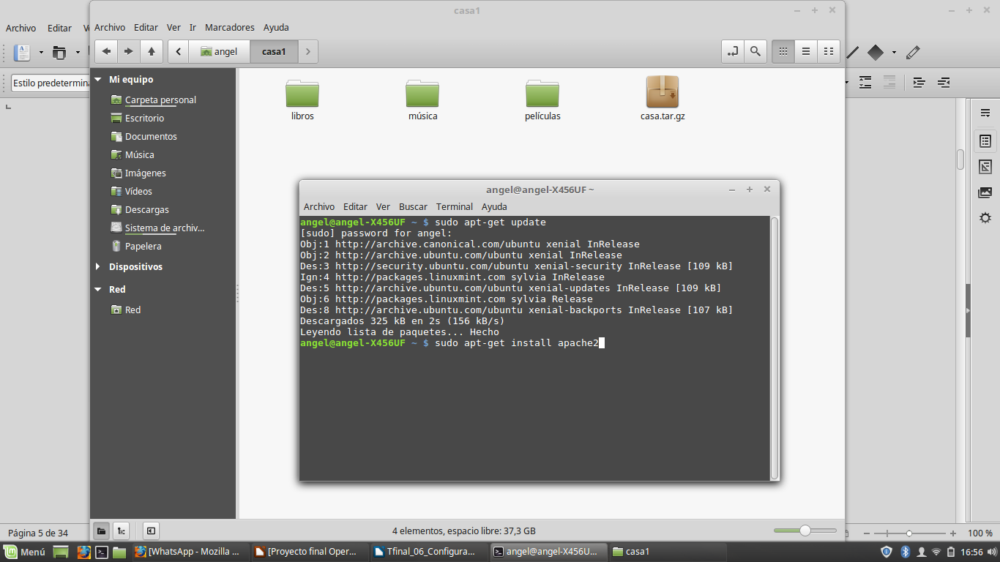 casa1
Archivo Editar V
Archivo Editar Ver Ir Marcadores Ayuda
angel casa1
Estilo predetermina
Mi equipo
Carpeta personal
Escritorio
Documentos
Música
Imágenes
Vídeos
Descargas
Sistema de archiv...
Papelera
Dispositivos
Red
Red
libros música películas casa.tar.gz
angel@angel-X456UF ~
Archivo Editar Ver Buscar Terminal Ayuda
angel@angel-X456UF ~ $ sudo apt-get update
[sudo] password for angel:
Obj:1 http://archive.canonical.com/ubuntu xenial InRelease
Obj:2 http://archive.ubuntu.com/ubuntu xenial InRelease
Des:3 http://security.ubuntu.com/ubuntu xenial-security InRelease [109 kB]
Ign:4 http://packages.linuxmint.com sylvia InRelease
Des:5 http://archive.ubuntu.com/ubuntu xenial-updates InRelease [109 kB]
Obj:6 http://packages.linuxmint.com sylvia Release
Des:8 http://archive.ubuntu.com/ubuntu xenial-backports InRelease [107 kB]
Descargados 325 kB en 2s (156 kB/s)
Leyendo lista de paquetes... Hecho
angel@angel-X456UF ~ $ sudo apt-get install apache2
Página 5 de 34
4 elementos, espacio libre: 37,3 GB
100 %
Menú
[WhatsApp - Mozilla ...
[Proyecto final Oper...
Tfinal_06_Configura...
angel@angel-X456U...
casa1
16:56